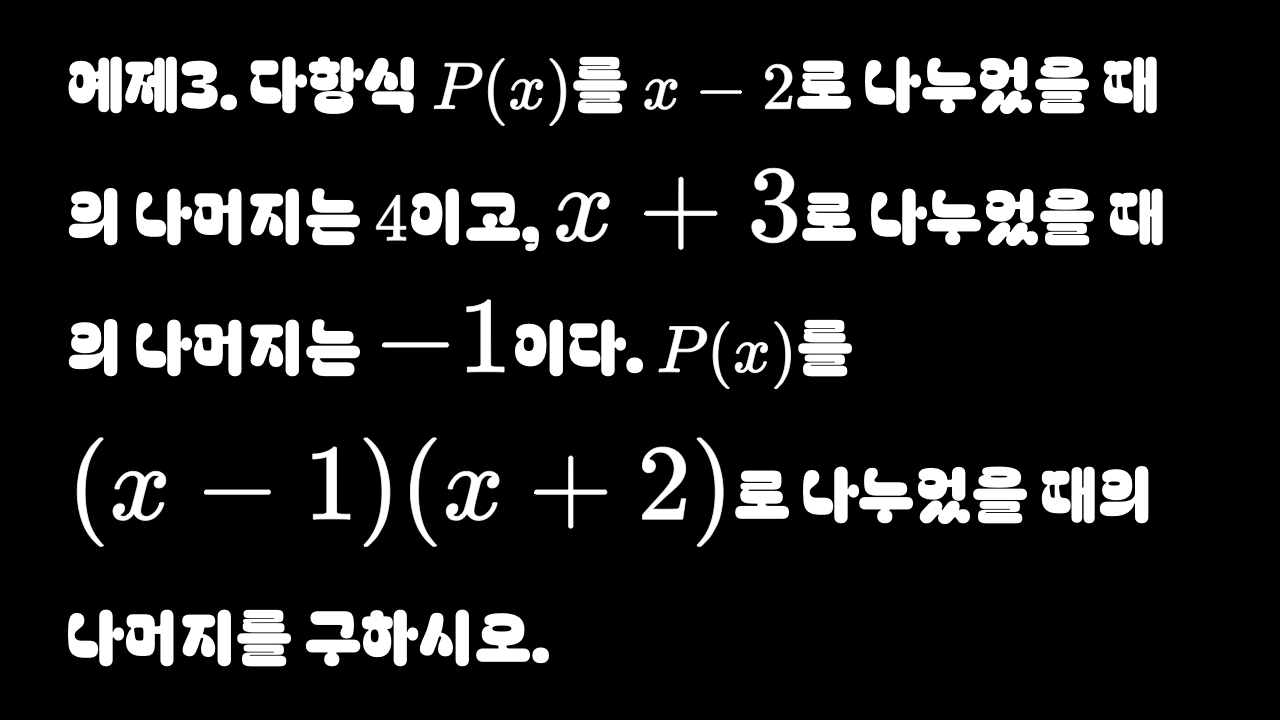 예제3. 다항식 P(x)를 x - 2로 나누었을 때
의 나머지는 4이고, x + 3로 나누었을 때
의 나머지는 -1이다. P(x)를
(x - 1)(x + 2)로 나누었을 때의
나머지를 구하시오.